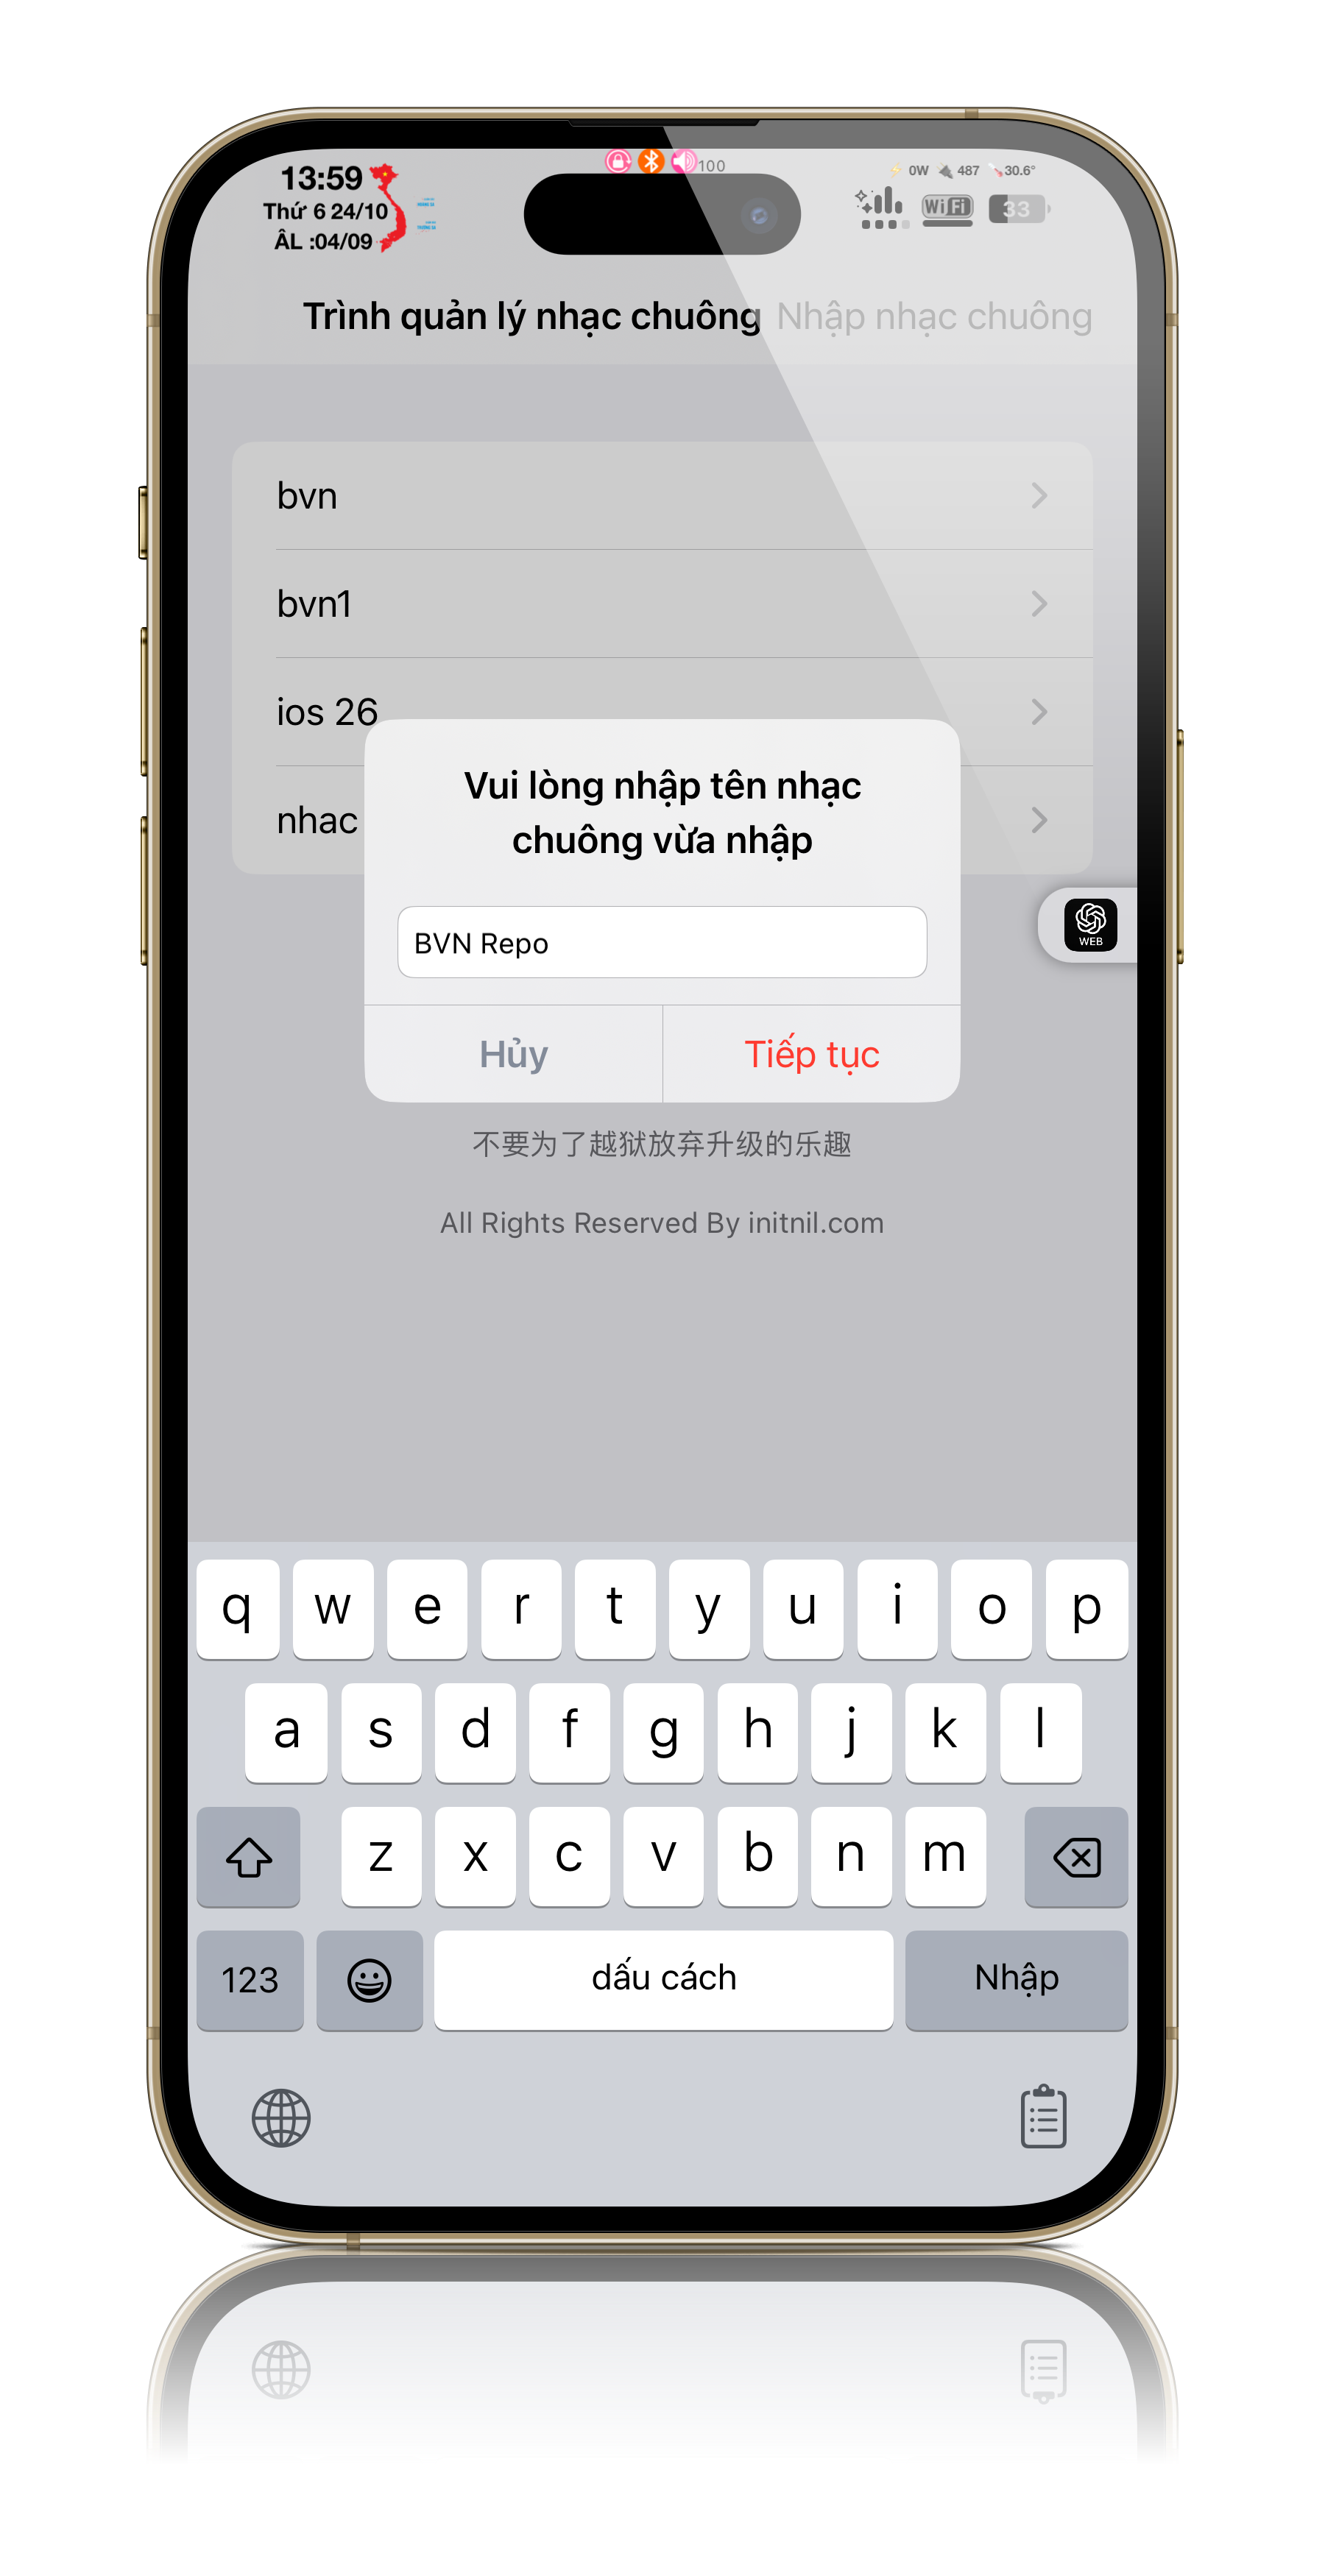 13:59
Thứ 6 24/10
ÂL :04/09
100
0W 487 30.6°
WiFi
33
Trình quản lý nhạc chuông Nhập nhạc chuông
bvn
bvn1
ios 26
nhac
Vui lòng nhập tên nhạc
chuông vừa nhập
BVN Repo
WEB
Hủy Tiếp tục
不要为了越狱放弃升级的乐趣
All Rights Reserved By initnil.com
q w e r t y u i o p
a s d f g h j k l
z x c v b n m
123 dấu cách Nhập